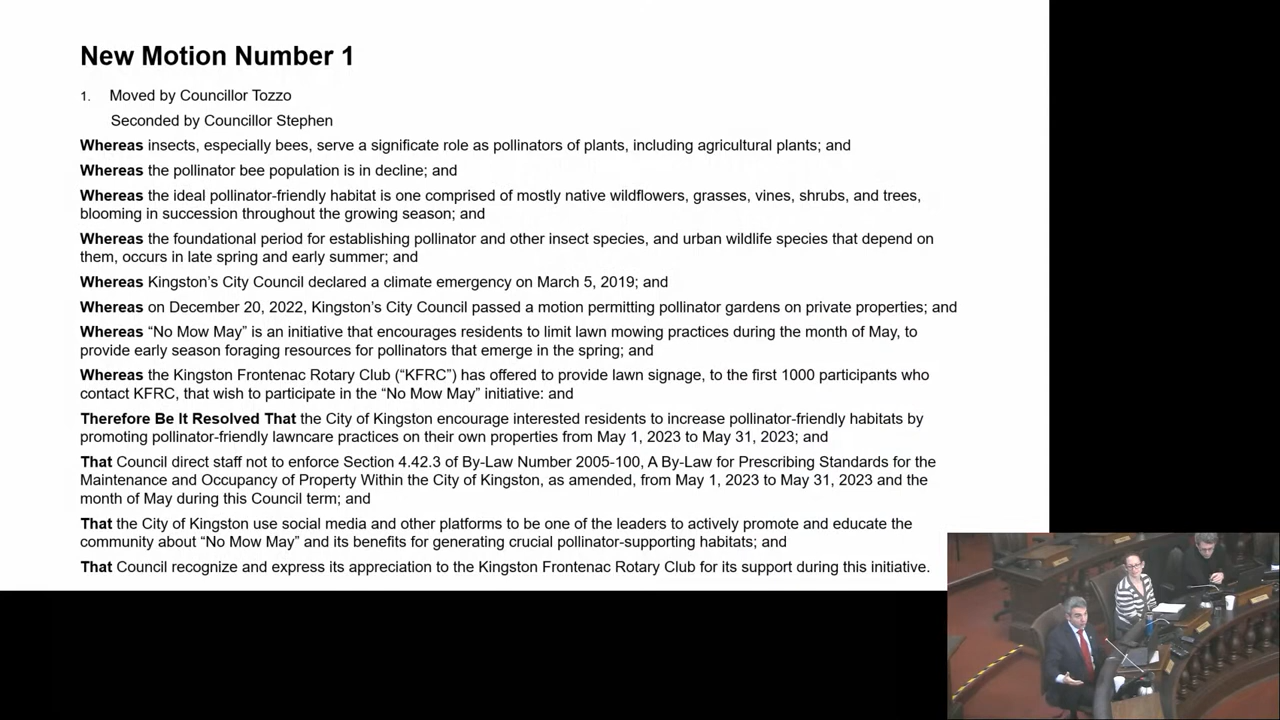 New Motion Number 1
1. Moved by Councillor Tozzo
Seconded by Councillor Stephen
Whereas insects, especially bees, serve a significate role as pollinators of plants, including agricultural plants; and
Whereas the pollinator bee population is in decline; and
Whereas the ideal pollinator-friendly habitat is one comprised of mostly native wildflowers, grasses, vines, shrubs, and trees,
blooming in succession throughout the growing season; and
Whereas the foundational period for establishing pollinator and other insect species, and urban wildlife species that depend on
them, occurs in late spring and early summer; and
Whereas Kingston’s City Council declared a climate emergency on March 5, 2019; and
Whereas on December 20, 2022, Kingston’s City Council passed a motion permitting pollinator gardens on private properties; and
Whereas “No Mow May” is an initiative that encourages residents to limit lawn mowing practices during the month of May, to
provide early season foraging resources for pollinators that emerge in the spring; and
Whereas the Kingston Frontenac Rotary Club (“KFRC”) has offered to provide lawn signage, to the first 1000 participants who
contact KFRC, that wish to participate in the “No Mow May” initiative: and
Therefore Be It Resolved That the City of Kingston encourage interested residents to increase pollinator-friendly habitats by
promoting pollinator-friendly lawncare practices on their own properties from May 1, 2023 to May 31, 2023; and
That Council direct staff not to enforce Section 4.42.3 of By-Law Number 2005-100, A By-Law for Prescribing Standards for the
Maintenance and Occupancy of Property Within the City of Kingston, as amended, from May 1, 2023 to May 31, 2023 and the
month of May during this Council term; and
That the City of Kingston use social media and other platforms to be one of the leaders to actively promote and educate the
community about “No Mow May” and its benefits for generating crucial pollinator-supporting habitats; and
That Council recognize and express its appreciation to the Kingston Frontenac Rotary Club for its support during this initiative.